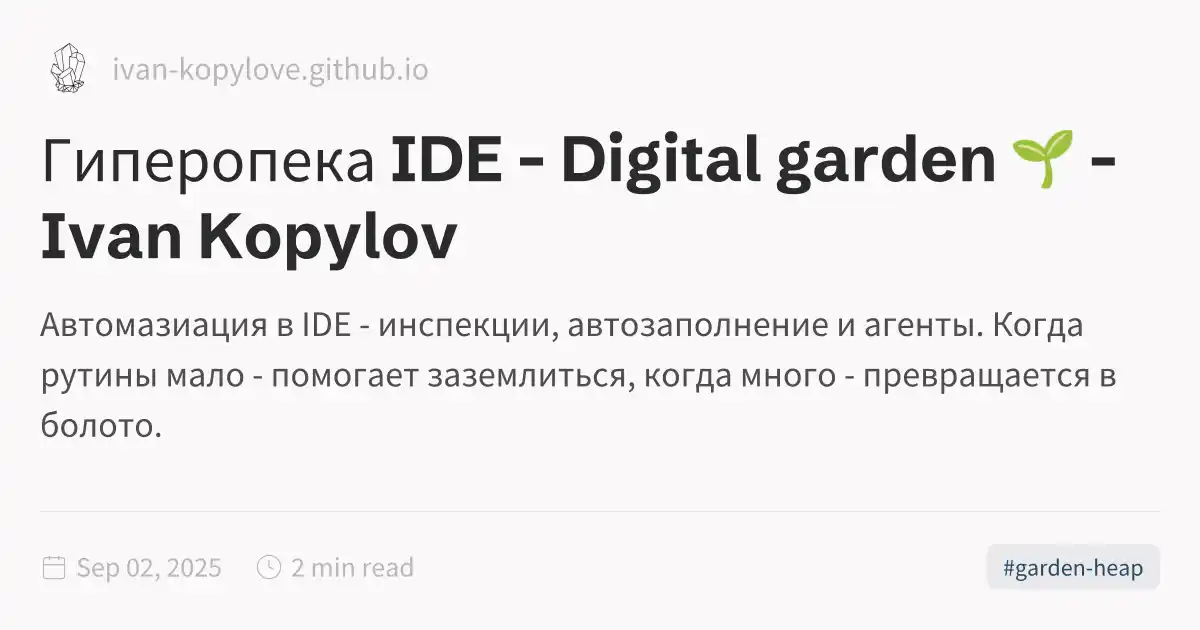 ivan-kopylove.github.io
Гиперопека IDE - Digital garden 🌱 -
Ivan Kopylov
Автомазиация в IDE - инспекции, автозаполнение и агенты. Когда
рутины мало - помогает заземлиться, когда много - превращается в
болото.
Sep 02, 2025 2 min read #garden-heap